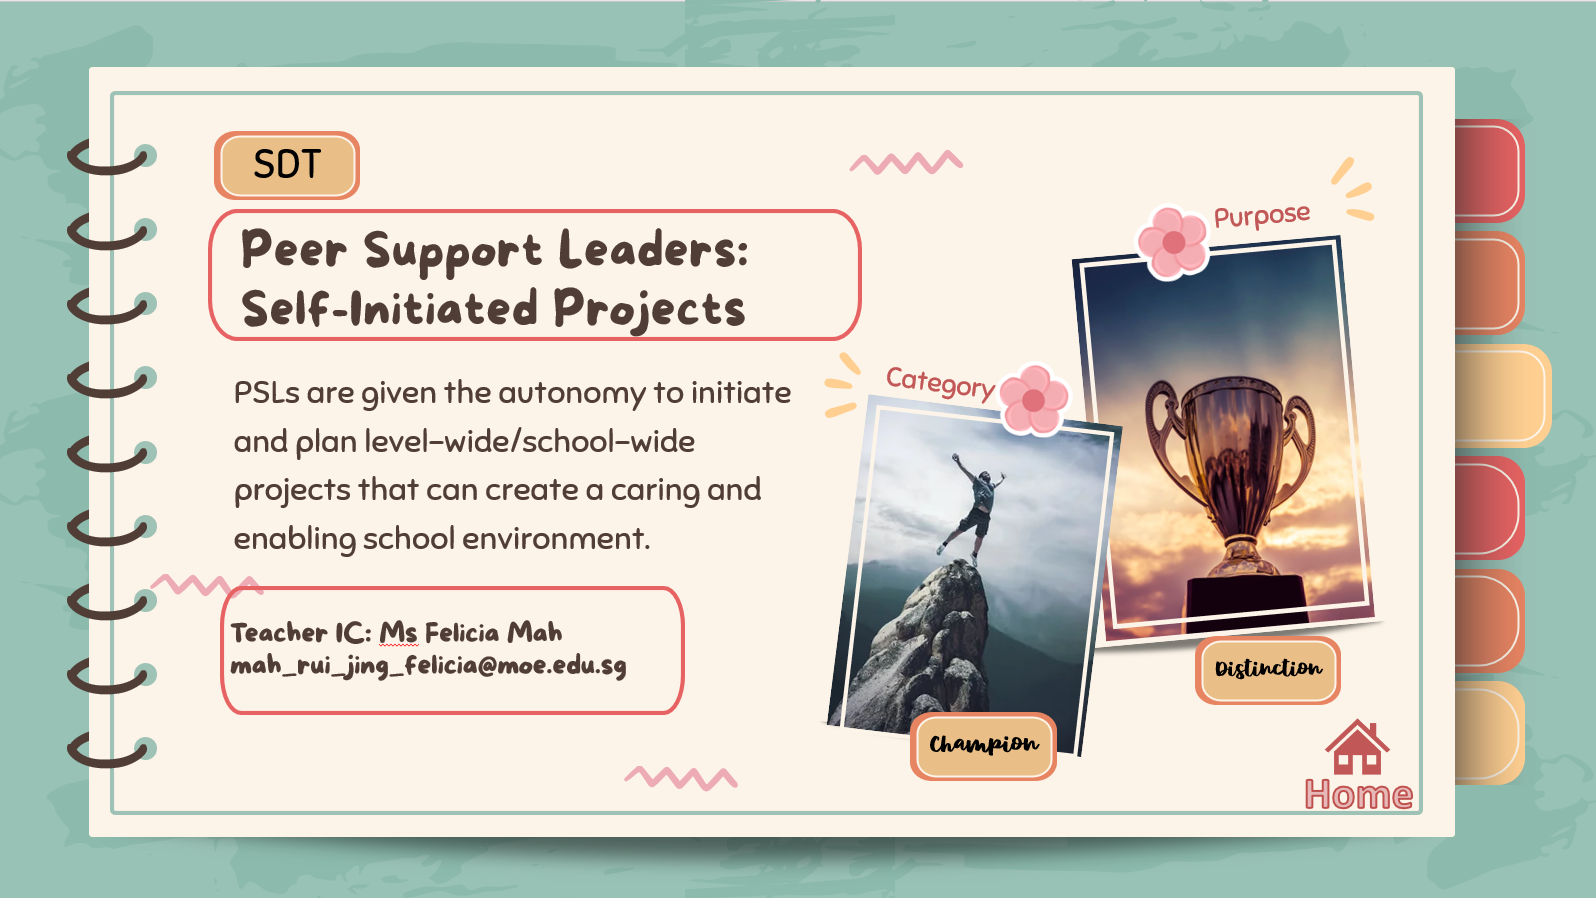 SDT
Peer Support Leaders:
Self-Initiated Projects
PSLs are given the autonomy to initiate
and plan level-wide/school-wide
projects that can create a caring and
enabling school environment.
Teacher IC: Ms Felicia Mah
mah_rui_jing_felicia@moe.edu.sg
Category
Champion
Purpose
Distinction
Home